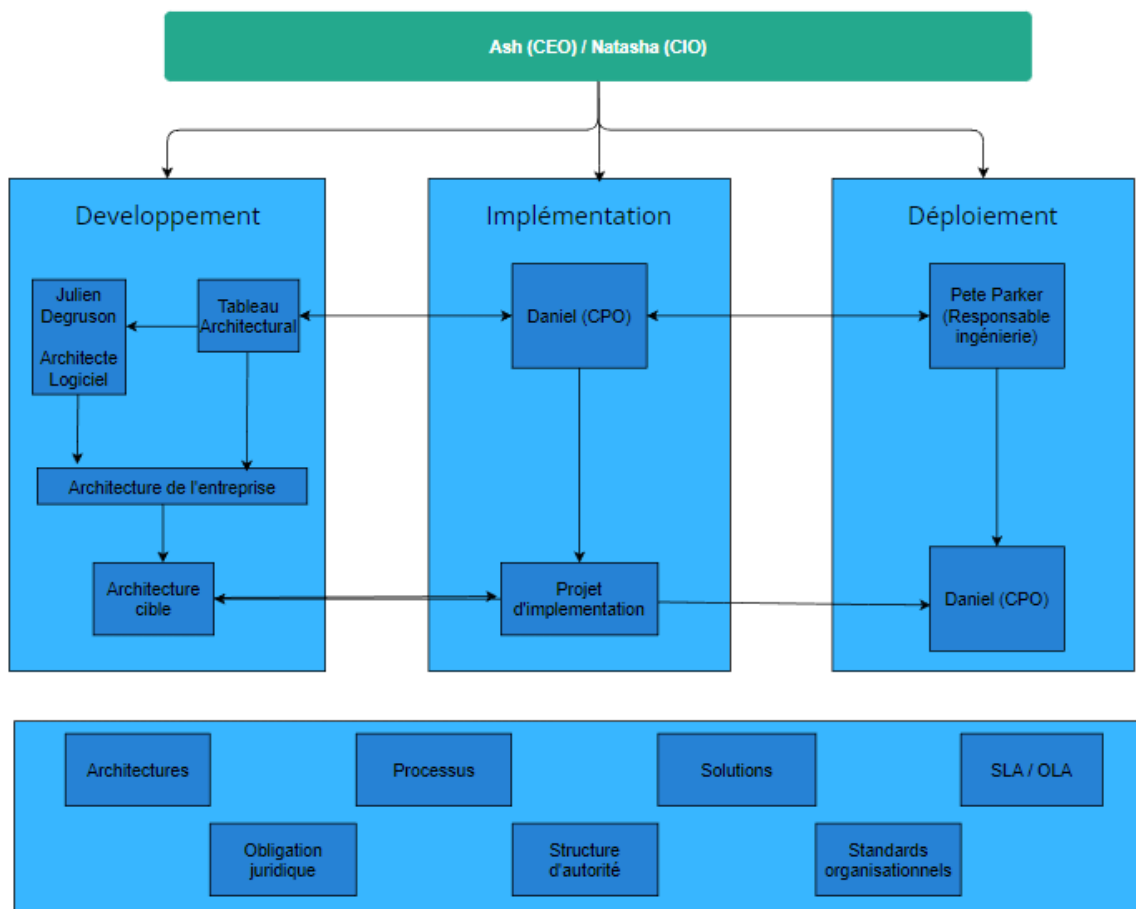 Ash (CEO) / Natasha (CIO)
Developpement
Implémentation
Déploiement
Julien
Degruson
Architecte
Logiciel
Tableau
Architectural
Daniel (CPO)
Pete Parker
(Responsable
ingénierie)
Architecture de l'entreprise
Architecture
cible
Projet
d'implementation
Daniel (CPO)
Architectures
Processus
Solutions
SLA / OLA
Obligation
juridique
Structure
d'autorité
Standards
organisationnels